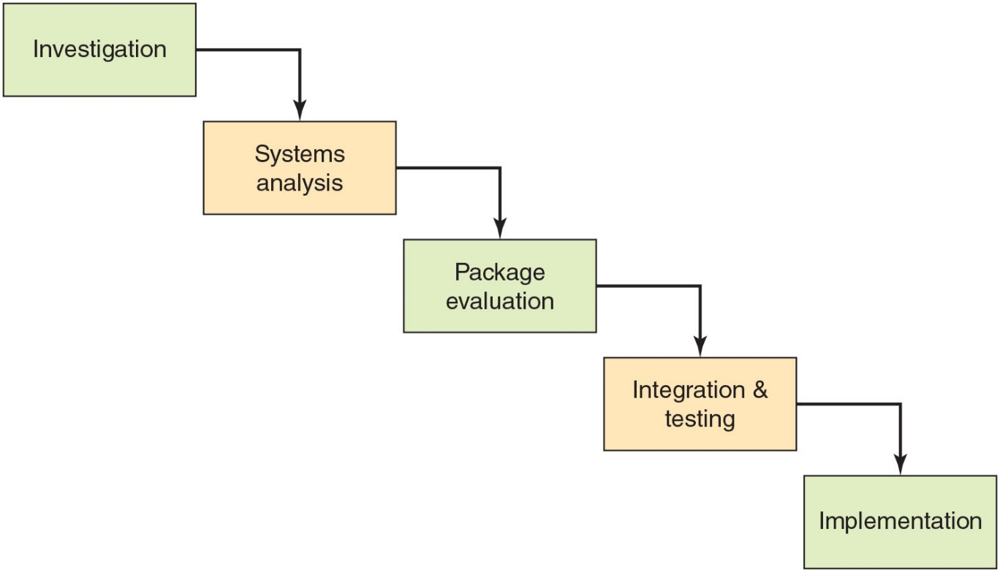 Investigation
Systems
analysis
Package
evaluation
Integration &
testing
Implementation